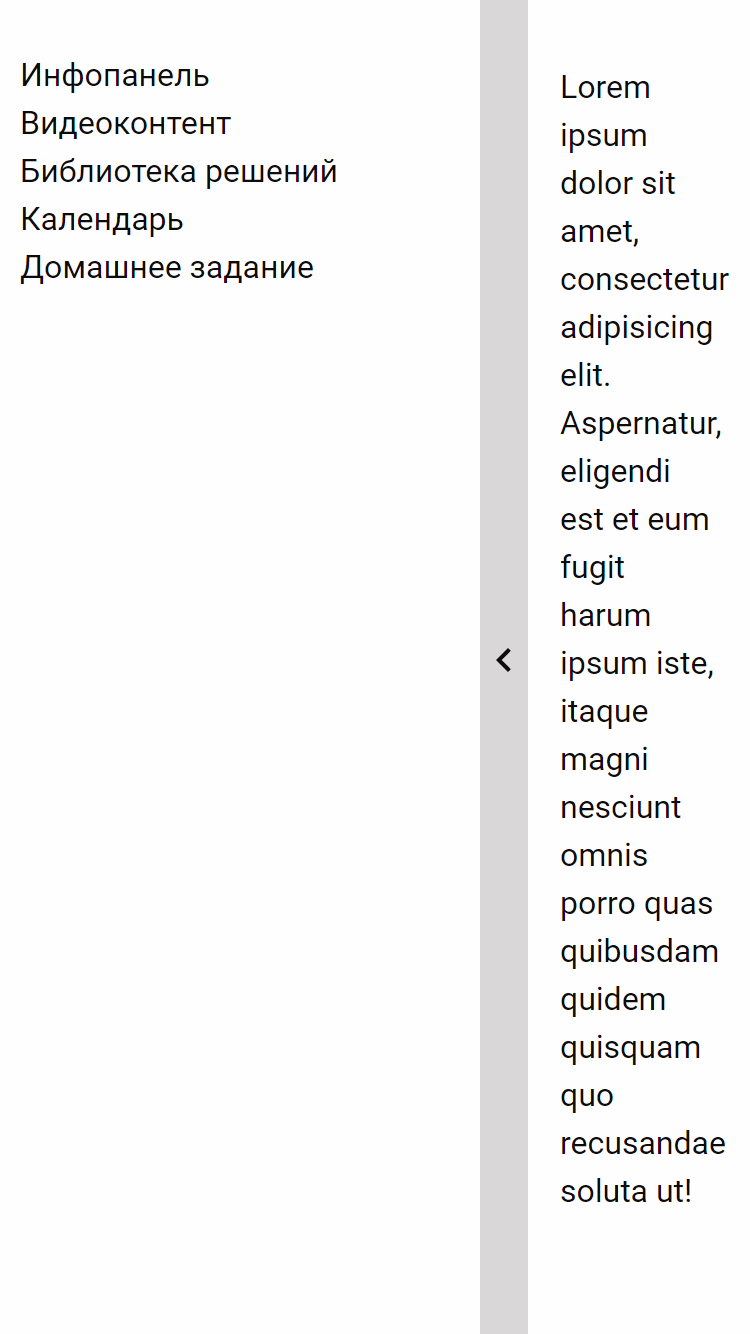 Инфопанель
Видеоконтент
Библиотека решений
Календарь
Домашнее задание
Lorem
ipsum
dolor sit
amet,
consectetur
adipisicing
elit.
Aspernatur,
eligendi
est et eum
fugit
harum
ipsum iste,
itaque
magni
nesciunt
omnis
porro quas
quibusdam
quidem
quisquam
quo
recusandae
soluta ut!